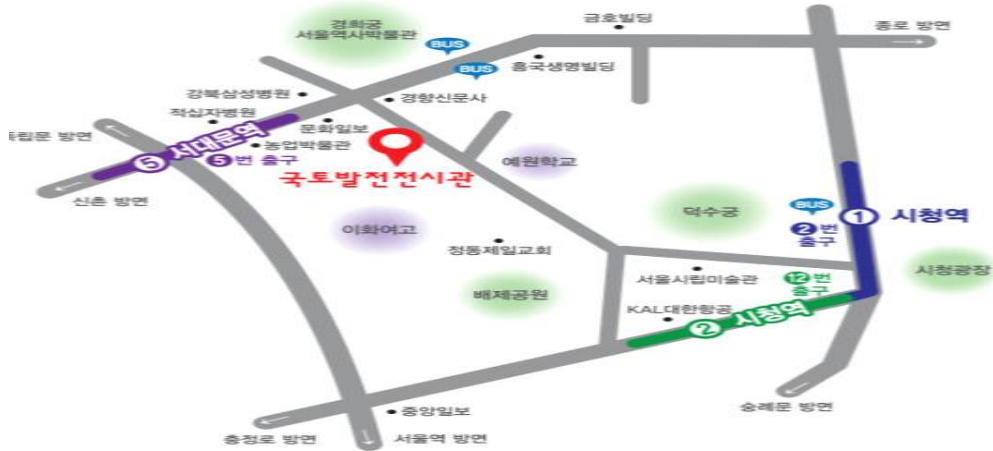 금호빌딩
종로 방면
경희궁
서울역사박물관
BUS
BUS
흥국생명빌딩
강북삼성병원
경향신문사
적십자병원
문화일보
독립문 방면
농업박물관
5 서대문역
5번 출구
신촌 방면
국토발전전시관
예원학교
이화여고
덕수궁
BUS
2번
출구
1 시청역
정동제일교회
서울시립미술관
12번
출구
시청광장
배제공원
KAL대한항공
2 시청역
숭례문 방면
중앙일보
충정로 방면
서울역 방면